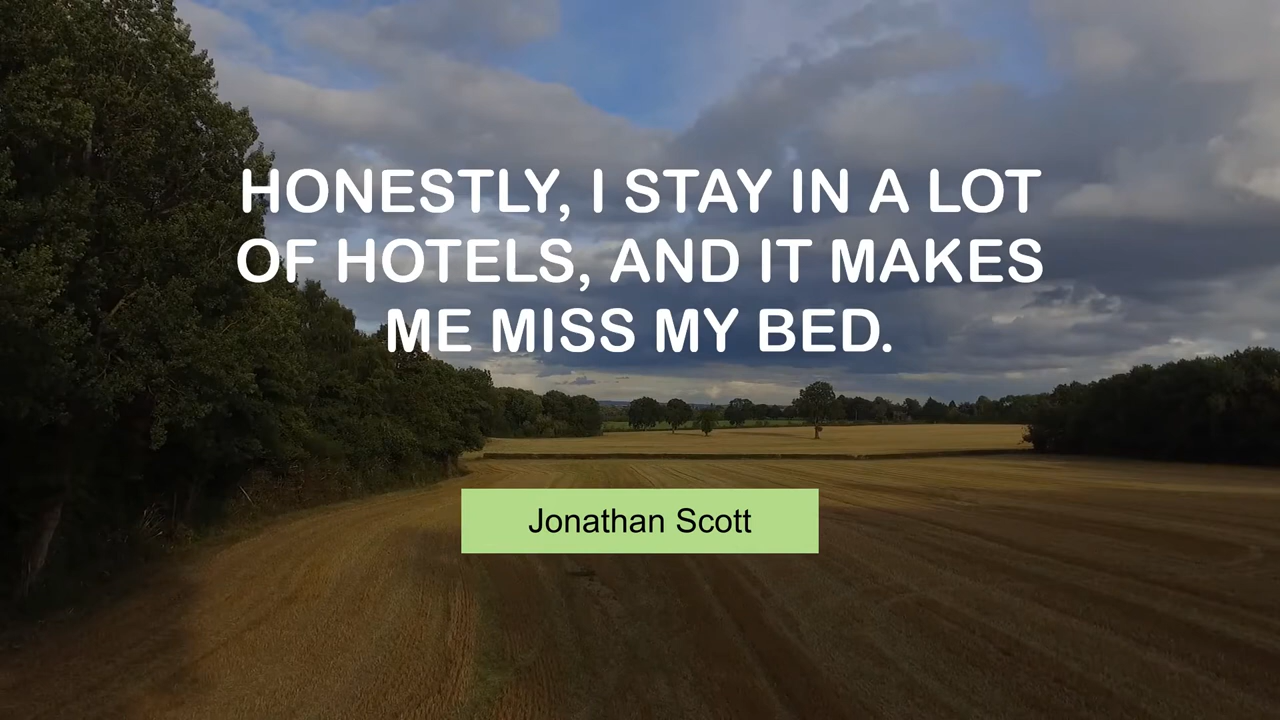 HONESTLY, I STAY IN A LOT
OF HOTELS, AND IT MAKES
ME MISS MY BED.
Jonathan Scott